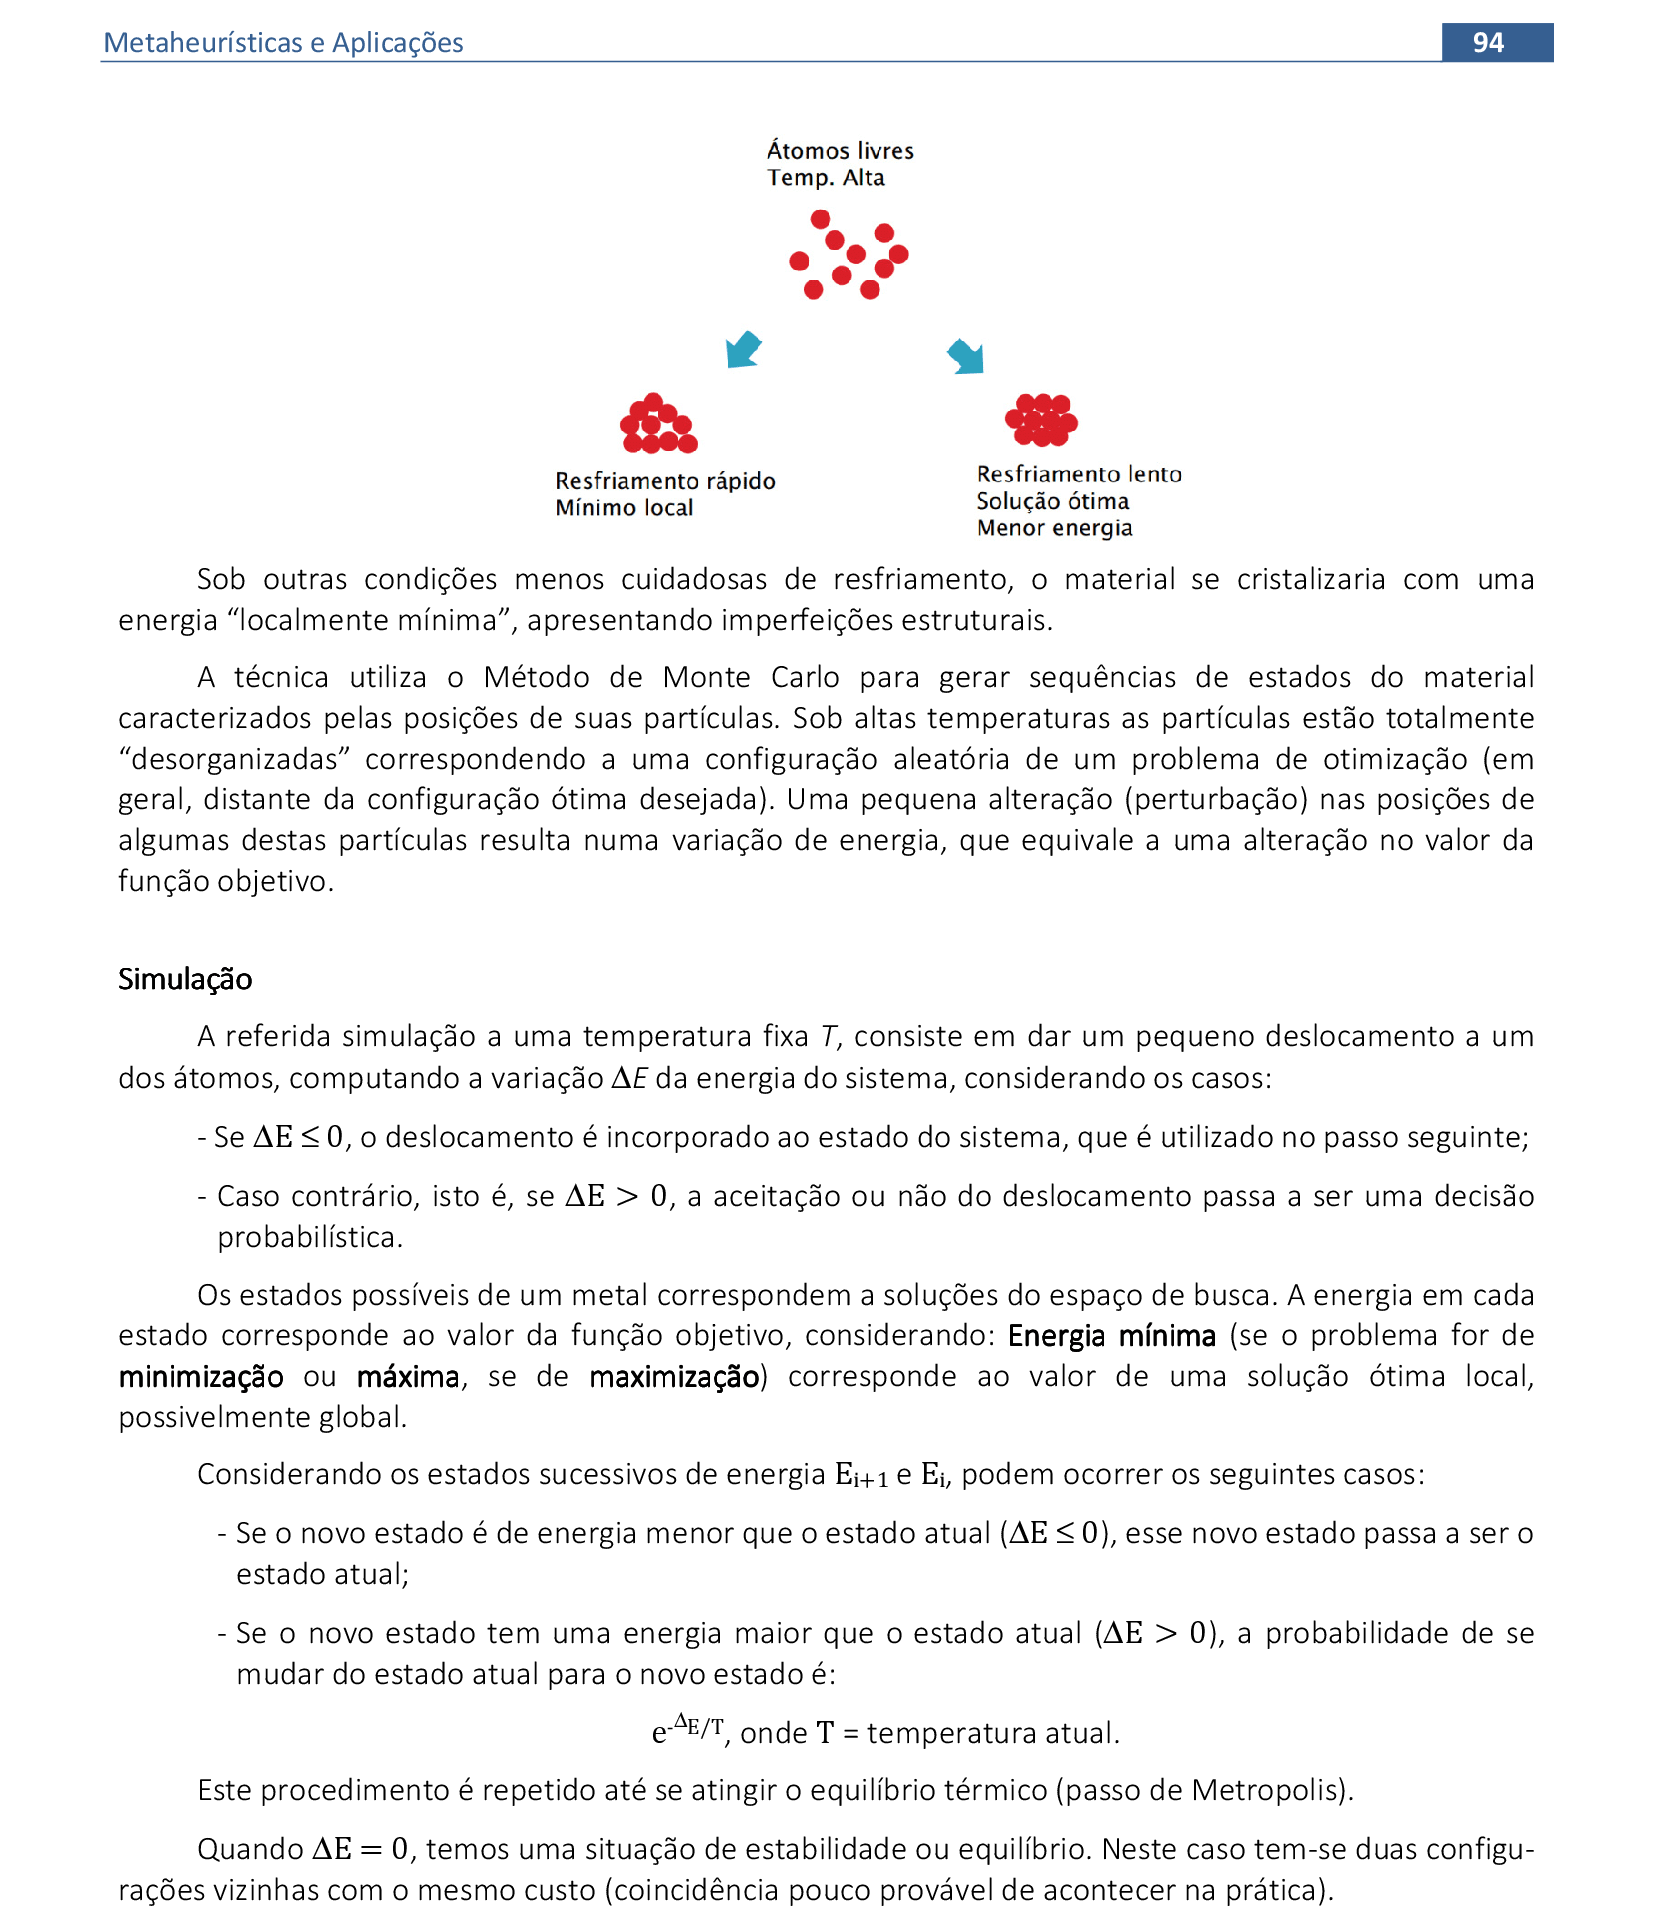 Metaheurísticas e Aplicações
94
Átomos livres
Temp. Alta
Resfriamento rápido
Mínimo local
Resfriamento lento
Solução ótima
Menor energia
Sob outras condições menos cuidadosas de resfriamento, o material se cristalizaria com uma
energia “localmente mínima”, apresentando imperfeições estruturais.
A técnica utiliza o Método de Monte Carlo para gerar sequências de estados do material
caracterizados pelas posições de suas partículas. Sob altas temperaturas as partículas estão totalmente
“desorganizadas” correspondendo a uma configuração aleatória de um problema de otimização (em
geral, distante da configuração ótima desejada). Uma pequena alteração (perturbação) nas posições de
algumas destas partículas resulta numa variação de energia, que equivale a uma alteração no valor da
função objetivo.
Simulação
A referida simulação a uma temperatura fixa T, consiste em dar um pequeno deslocamento a um
dos átomos, computando a variação ΔE da energia do sistema, considerando os casos:
- Se ΔE ≤ 0, o deslocamento é incorporado ao estado do sistema, que é utilizado no passo seguinte;
- Caso contrário, isto é, se ΔE > 0, a aceitação ou não do deslocamento passa a ser uma decisão
probabilística.
Os estados possíveis de um metal correspondem a soluções do espaço de busca. A energia em cada
estado corresponde ao valor da função objetivo, considerando: Energia mínima (se o problema for de
minimização ou máxima, se de maximização) corresponde ao valor de uma solução ótima local,
possivelmente global.
Considerando os estados sucessivos de energia Eᵢ₊₁ e Eᵢ, podem ocorrer os seguintes casos:
- Se o novo estado é de energia menor que o estado atual (ΔE ≤ 0), esse novo estado passa a ser o
estado atual;
- Se o novo estado tem uma energia maior que o estado atual (ΔE > 0), a probabilidade de se
mudar do estado atual para o novo estado é:
e^-ΔE/T, onde T = temperatura atual.
Este procedimento é repetido até se atingir o equilíbrio térmico (passo de Metropolis).
Quando ΔE = 0, temos uma situação de estabilidade ou equilíbrio. Neste caso tem-se duas configu-
rações vizinhas com o mesmo custo (coincidência pouco provável de acontecer na prática).